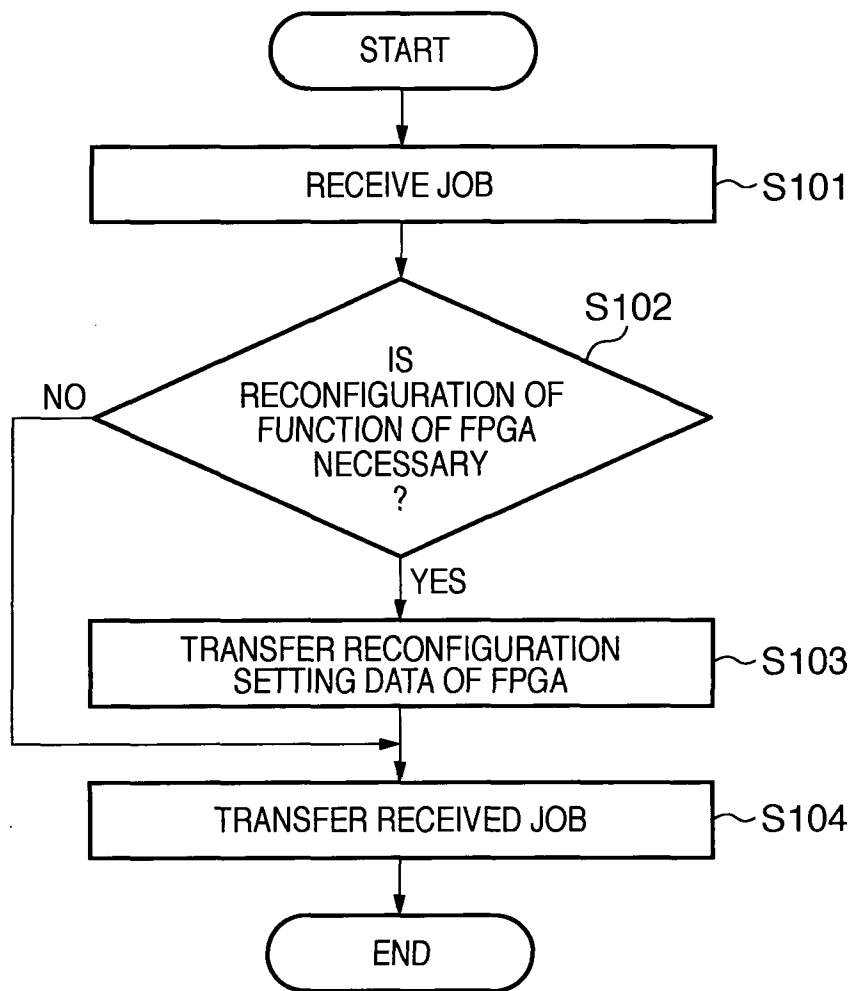 START
RECEIVE JOB
S101
S102
IS
RECONFIGURATION OF
FUNCTION OF FPGA
NECESSARY
?
NO
YES
TRANSFER RECONFIGURATION
SETTING DATA OF FPGA
S103
TRANSFER RECEIVED JOB
S104
END